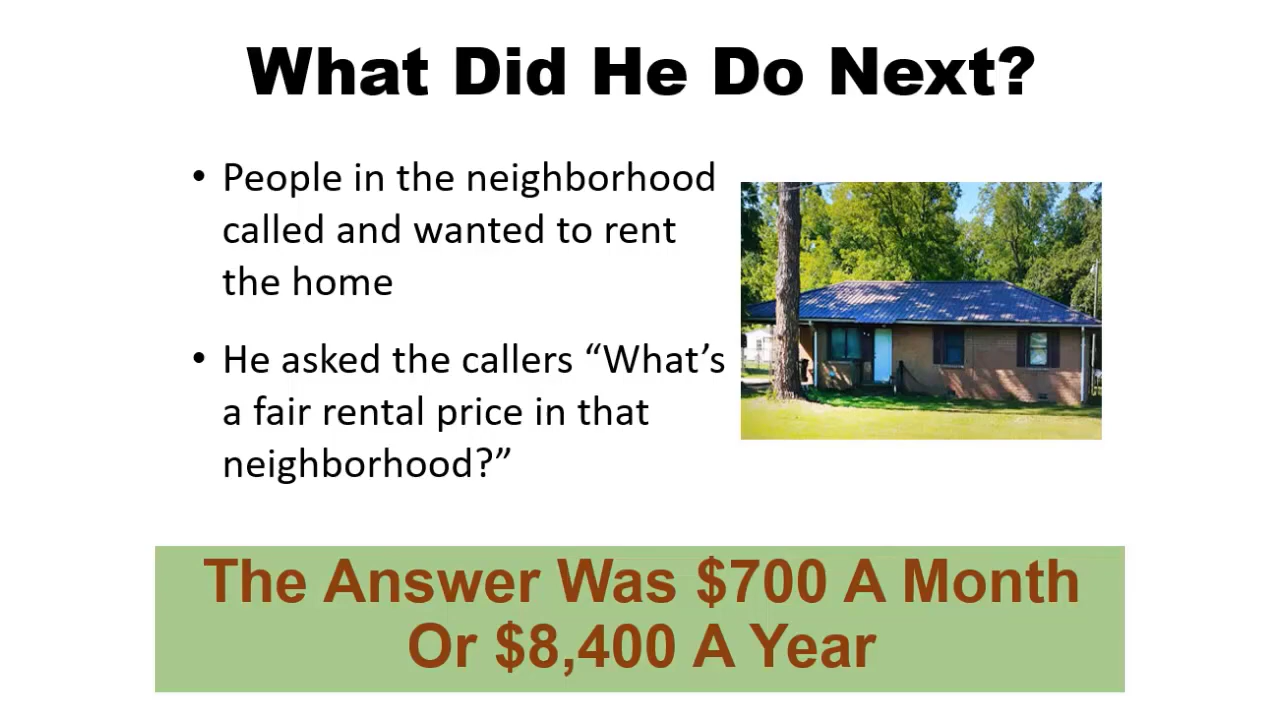 What Did He Do Next?
• People in the neighborhood
called and wanted to rent
the home
• He asked the callers “What’s
a fair rental price in that
neighborhood?”
The Answer Was $700 A Month
Or $8,400 A Year